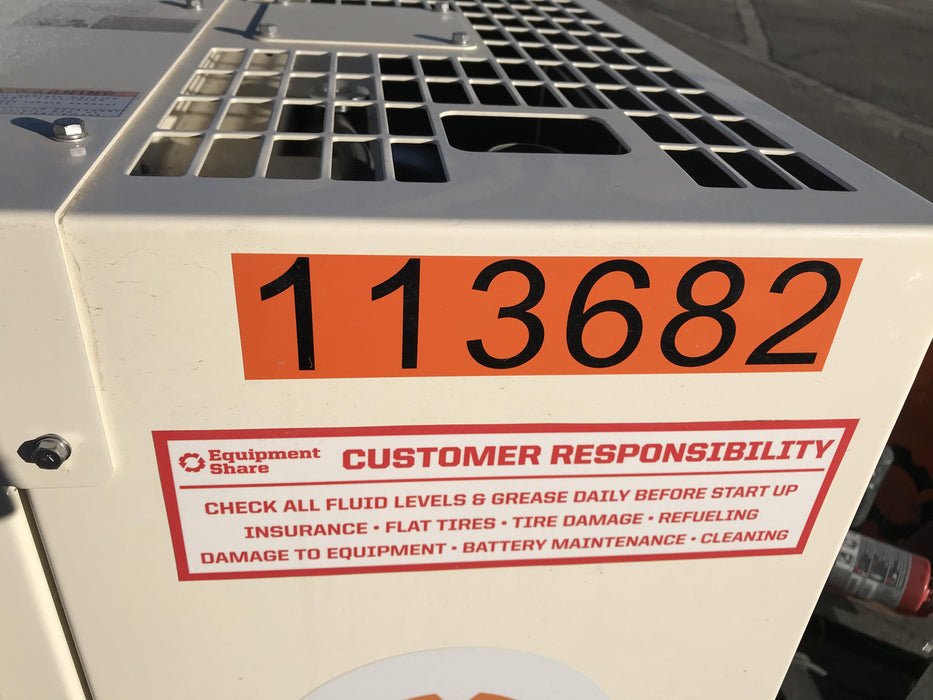 WARNING
113682
Equipment Share CUSTOMER RESPONSIBILITY
CHECK ALL FLUID LEVELS & GREASE DAILY BEFORE START UP
INSURANCE • FLAT TIRES • TIRE DAMAGE • REFUELING
DAMAGE TO EQUIPMENT • BATTERY MAINTENANCE • CLEANING